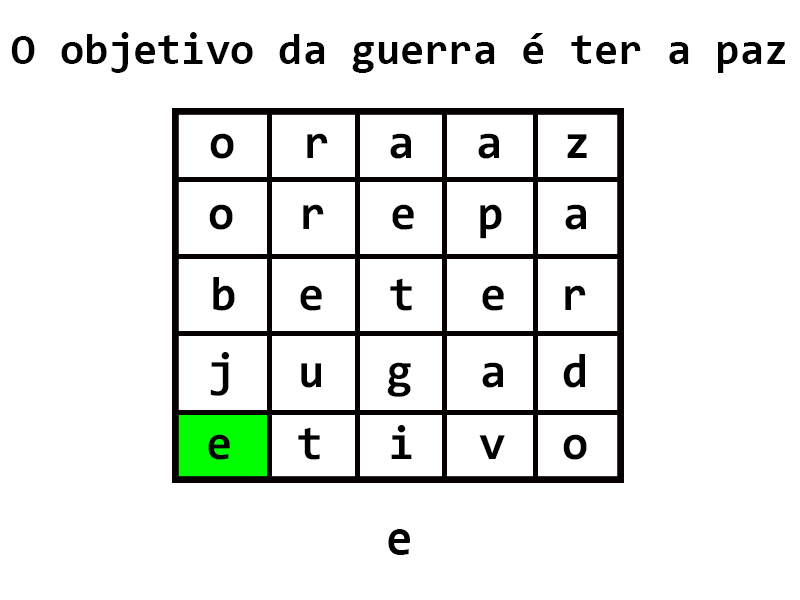 O objetivo da guerra é ter a paz
o r a a z
o r e p a
b e t e r
j u g a d
e t i v o
e